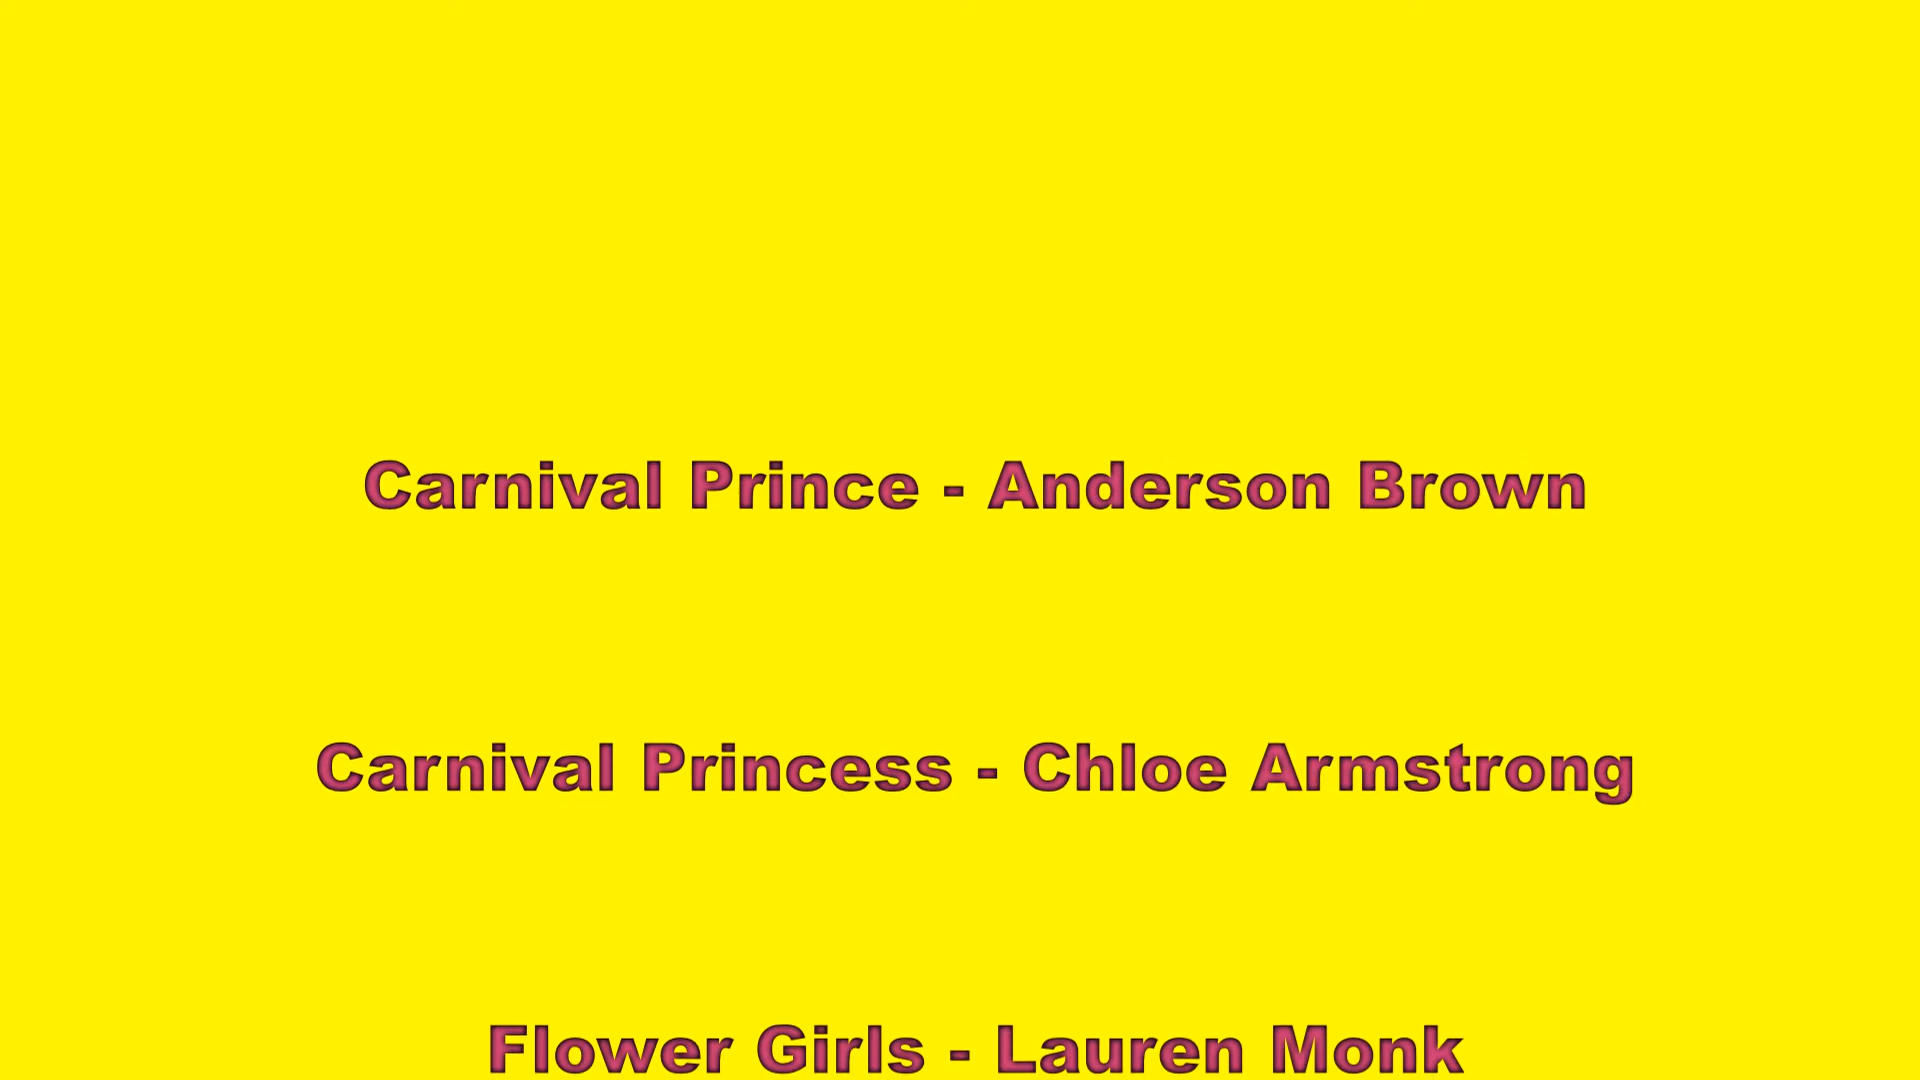 Carnival Prince - Anderson Brown
Carnival Princess - Chloe Armstrong
Flower Girls - Lauren Monk